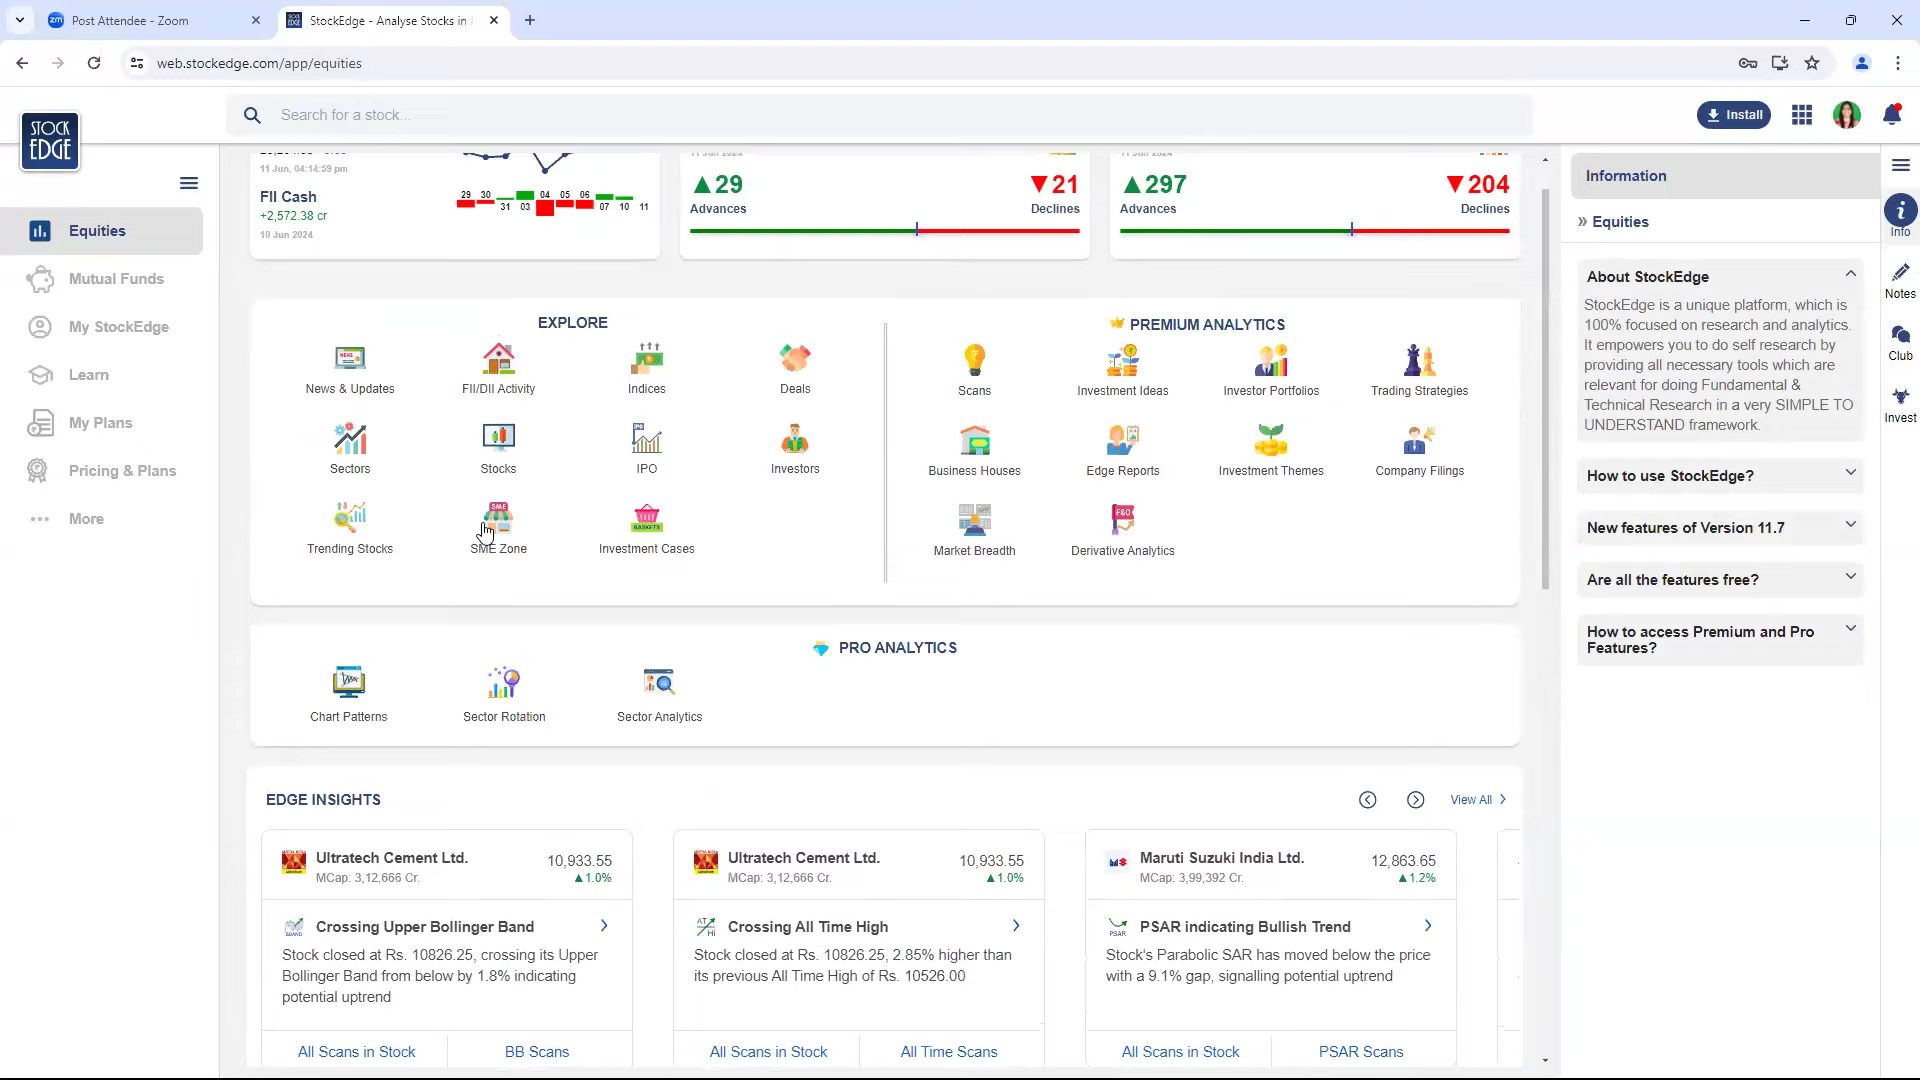 Post Attendee - Zoom
StockEdge - Analyse Stocks in
web.stockedge.com/app/equities
STOCK
EDGE
Search for a stock...
Install
Equities
Mutual Funds
My StockEdge
Learn
My Plans
Pricing & Plans
More
11 Jun, 04:14:59 pm
FII Cash
+2,572.38 cr
10 Jun 2024
29 30 31 03 04 05 06 07 10 11
▲29
Advances
▼21
Declines
▲297
Advances
▼204
Declines
EXPLORE
News & Updates
FII/DII Activity
Indices
Deals
Sectors
Stocks
IPO
Investors
Trending Stocks
SME Zone
Investment Cases
PREMIUM ANALYTICS
Scans
Investment Ideas
Investor Portfolios
Trading Strategies
Business Houses
Edge Reports
Investment Themes
Company Filings
Market Breadth
Derivative Analytics
PRO ANALYTICS
Chart Patterns
Sector Rotation
Sector Analytics
EDGE INSIGHTS
View All
Ultratech Cement Ltd.
10,933.55
MCap: 3,12,666 Cr.
▲1.0%
Crossing Upper Bollinger Band
Stock closed at Rs. 10826.25, crossing its Upper
Bollinger Band from below by 1.8% indicating
potential uptrend
All Scans in Stock
BB Scans
Ultratech Cement Ltd.
10,933.55
MCap: 3,12,666 Cr.
▲1.0%
Crossing All Time High
Stock closed at Rs. 10826.25, 2.85% higher than
its previous All Time High of Rs. 10526.00
All Scans in Stock
All Time Scans
Maruti Suzuki India Ltd.
12,863.65
MCap: 3,99,392 Cr.
▲1.2%
PSAR indicating Bullish Trend
Stock's Parabolic SAR has moved below the price
with a 9.1% gap, signalling potential uptrend
All Scans in Stock
PSAR Scans
Information
» Equities
About StockEdge
StockEdge is a unique platform, which is
100% focused on research and analytics.
It empowers you to do self research by
providing all necessary tools which are
relevant for doing Fundamental &
Technical Research in a very SIMPLE TO
UNDERSTAND framework.
How to use StockEdge?
New features of Version 11.7
Are all the features free?
How to access Premium and Pro
Features?
Info
Notes
Club
Invest